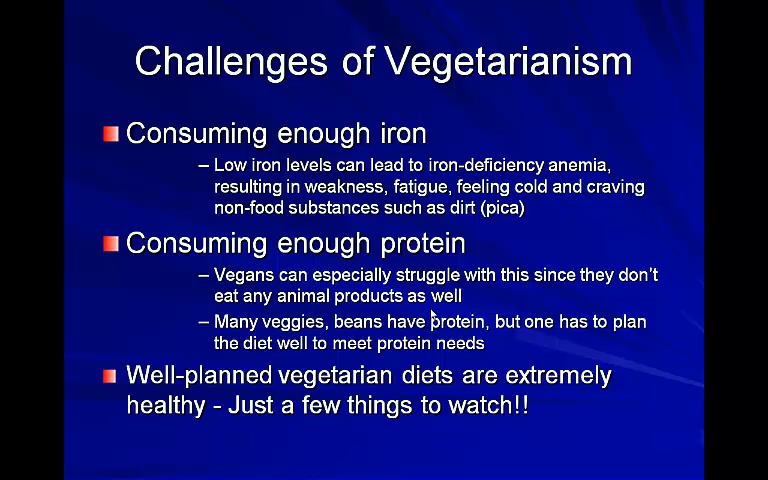 Challenges of Vegetarianism
Consuming enough iron
– Low iron levels can lead to iron-deficiency anemia,
resulting in weakness, fatigue, feeling cold and craving
non-food substances such as dirt (pica)
Consuming enough protein
– Vegans can especially struggle with this since they don't
eat any animal products as well
– Many veggies, beans have protein, but one has to plan
the diet well to meet protein needs
Well-planned vegetarian diets are extremely
healthy - Just a few things to watch!!